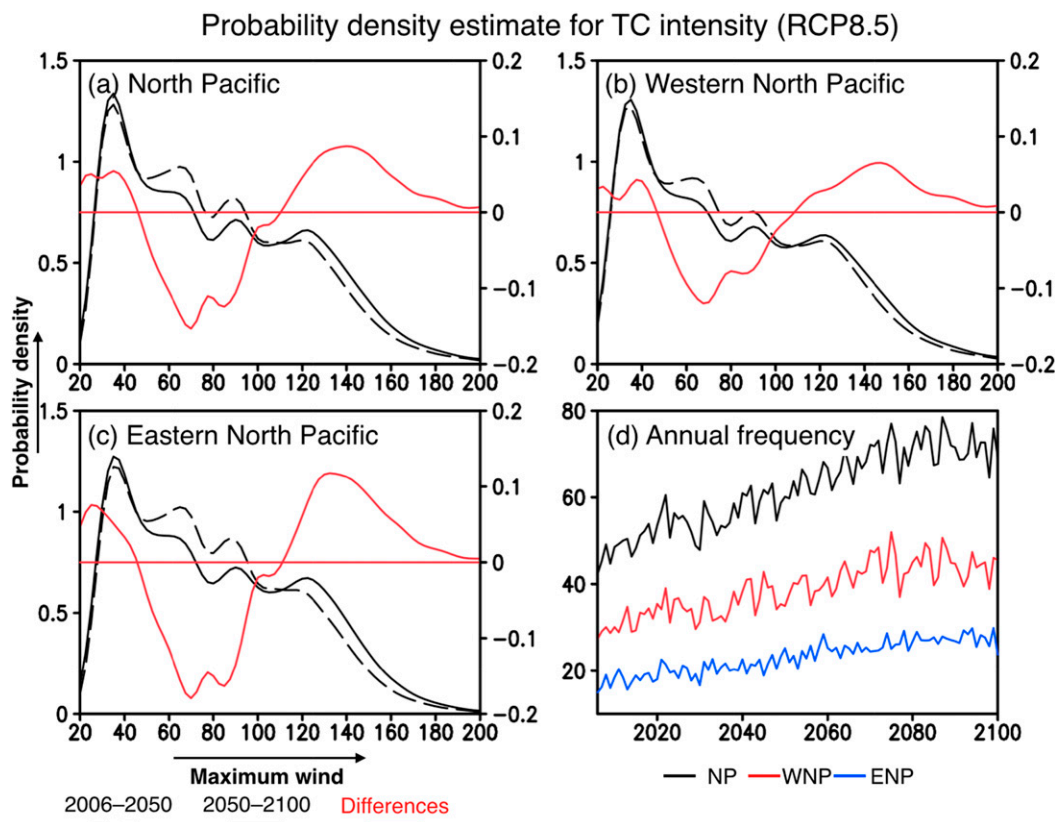 Probability density estimate for TC intensity (RCP8.5)
1.5 (a) North Pacific 0.2
1 0.1
0
0.5 −0.1
0 −0.2
20 40 60 80 100 120 140 160 180 200
(b) Western North Pacific
1.5 0.2
1 0.1
0
0.5 −0.1
0 −0.2
20 40 60 80 100 120 140 160 180 200
Probability density
1.5 0.2
(c) Eastern North Pacific
1 0.1
0
0.5 −0.1
0 −0.2
20 40 60 80 100 120 140 160 180 200
Maximum wind
2006–2050 2050–2100 Differences
80
(d) Annual frequency
60
40
20
2020 2040 2060 2080 2100
NP WNP ENP